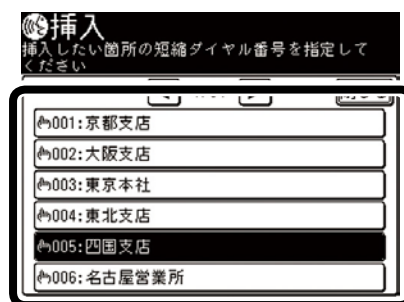 挿入
挿入したい箇所の短縮ダイヤル番号を指定して
ください
001:京都支店
002:大阪支店
003:東京本社
004:東北支店
005:四国支店
006:名古屋営業所